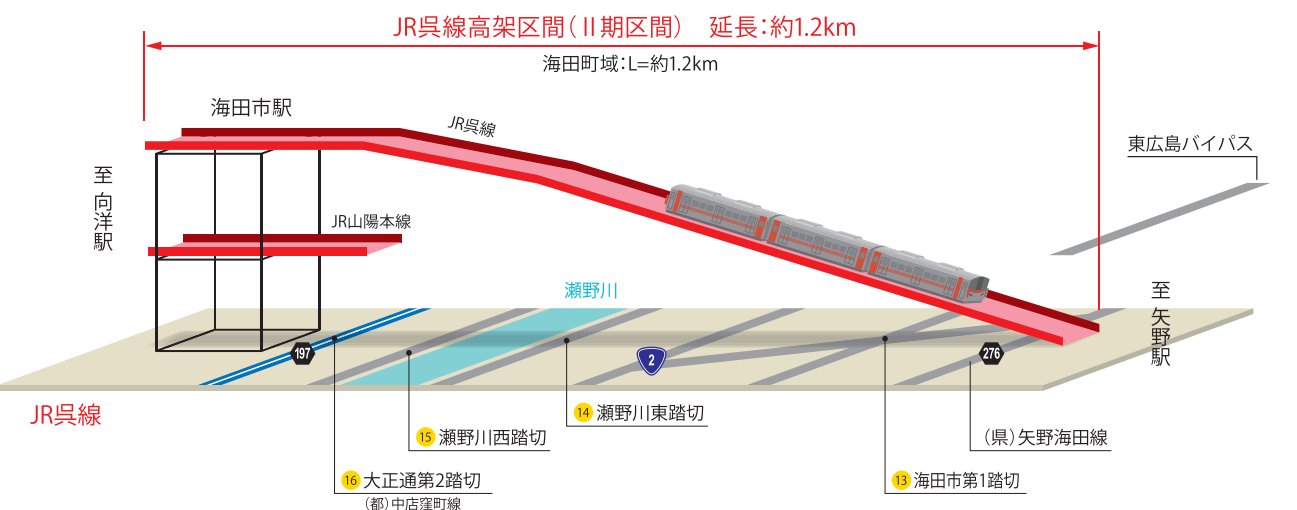 JR呉線高架区間(Ⅱ期区間) 延長:約1.2km
海田町域:L=約1.2km
海田市駅
JR呉線
東広島バイパス
至 向洋駅
JR山陽本線
瀬野川
至 矢野駅
197
2
276
JR呉線
14 瀬野川東踏切
15 瀬野川西踏切
(県)矢野海田線
16 大正通第2踏切
(都)中店窪町線
13 海田市第1踏切